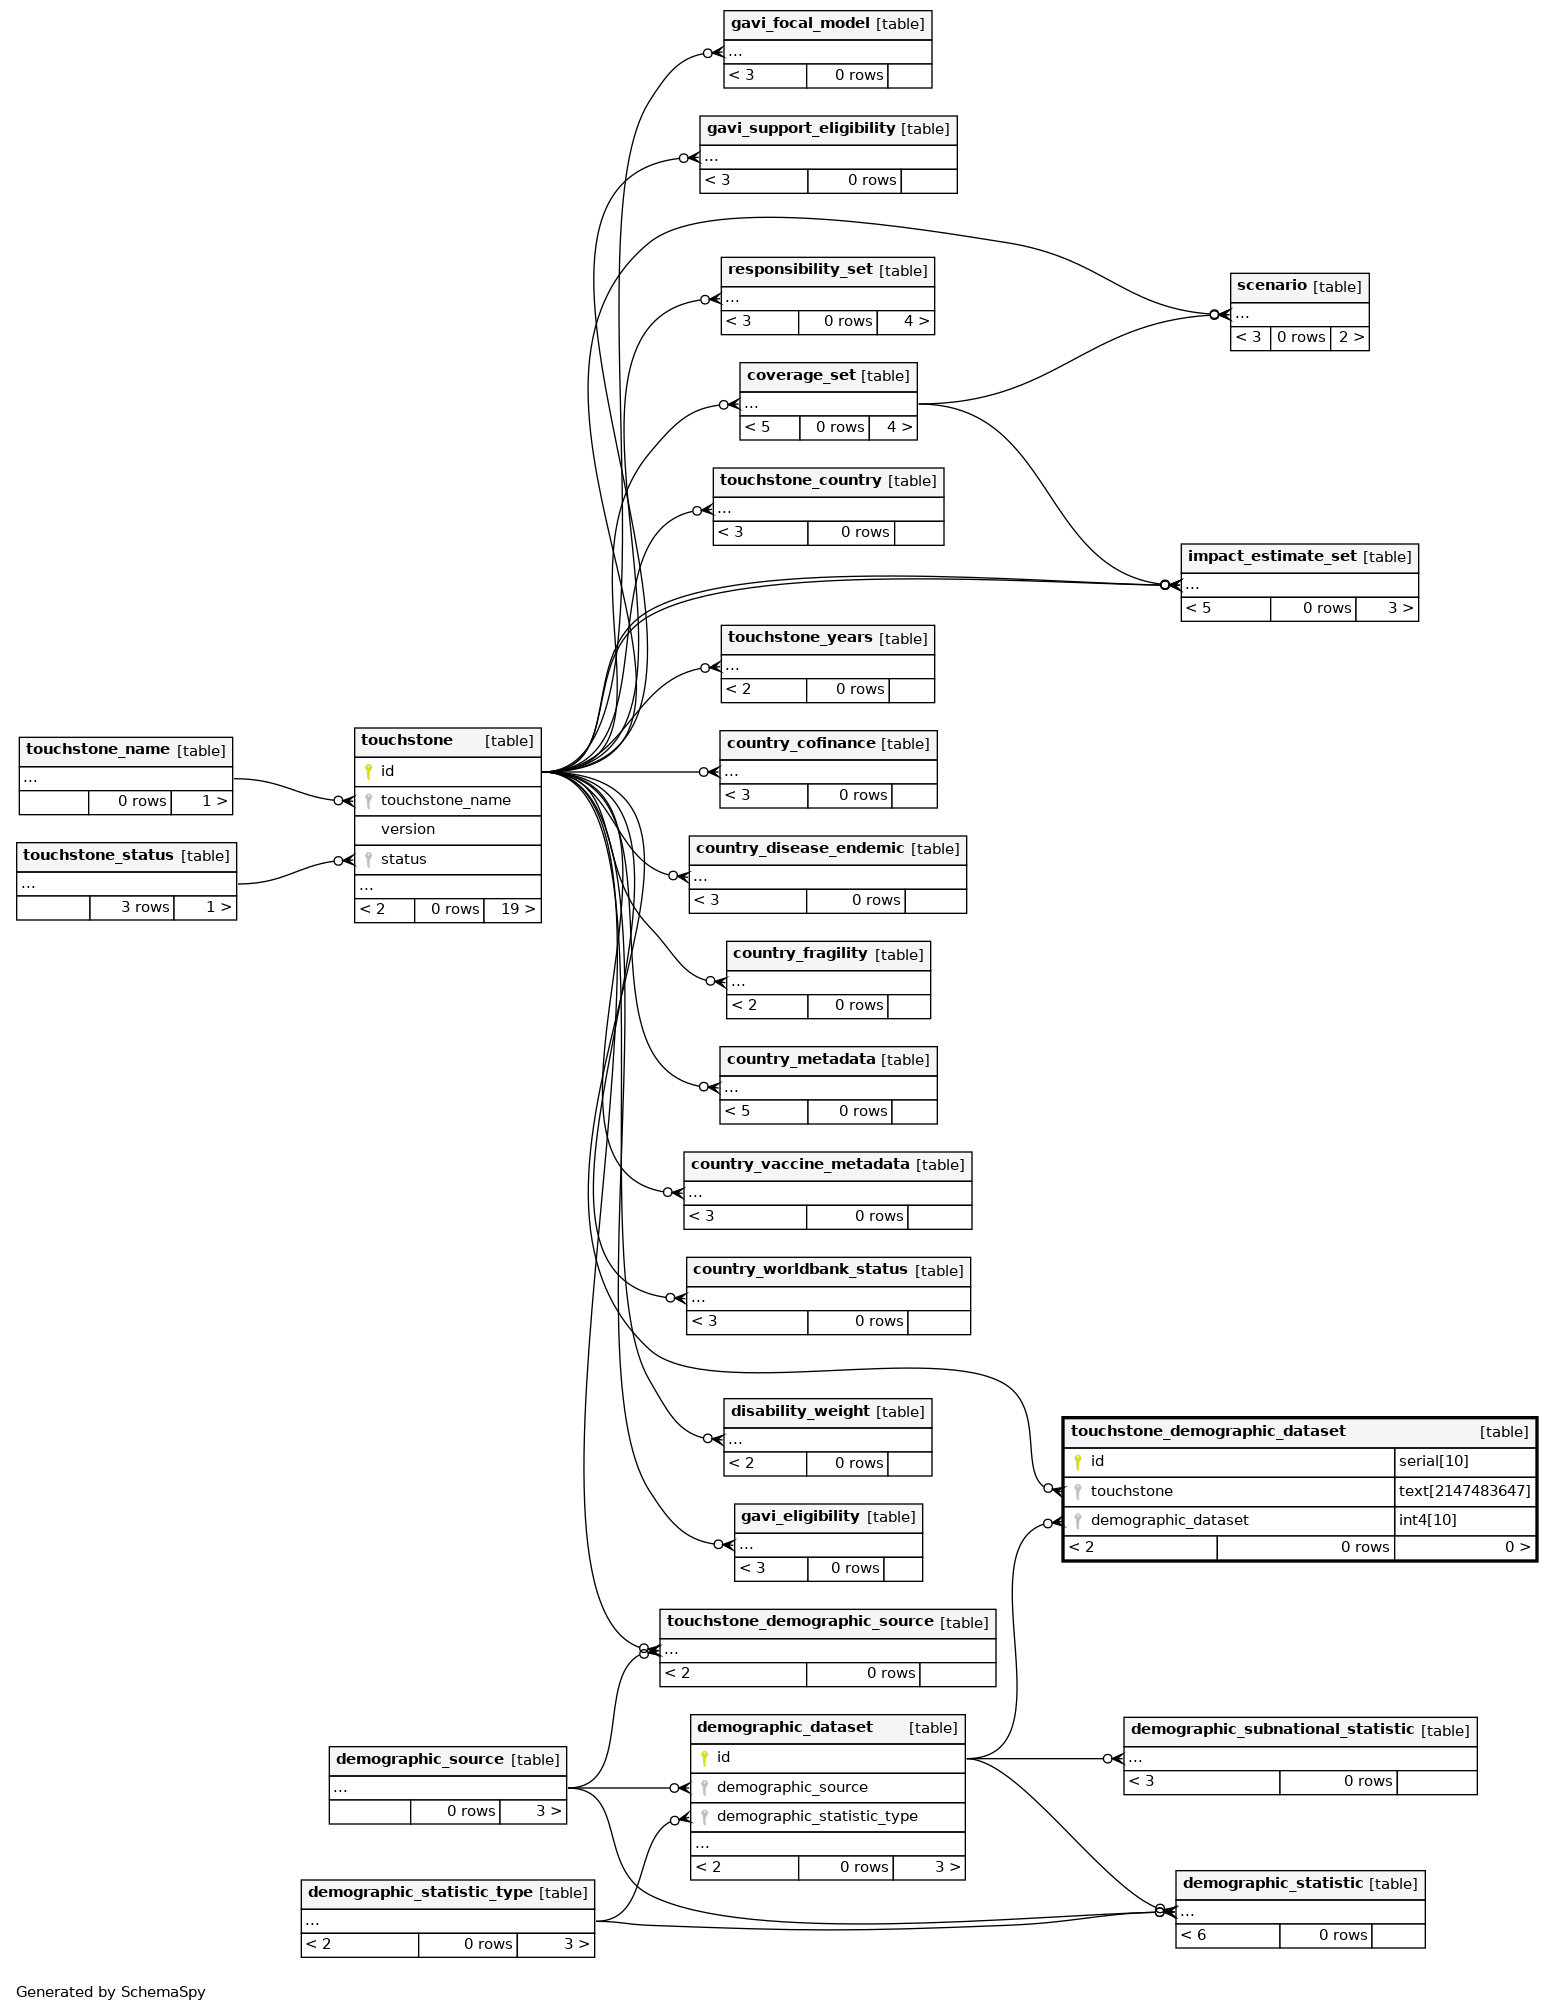 gavi_focal_model [table]
...
< 3 0 rows
gavi_support_eligibility [table]
...
< 3 0 rows
responsibility_set [table]
...
< 3 0 rows 4 >
scenario [table]
...
< 3 0 rows 2 >
coverage_set [table]
...
< 5 0 rows 4 >
touchstone_country [table]
...
< 3 0 rows
impact_estimate_set [table]
...
< 5 0 rows 3 >
touchstone_years [table]
...
< 2 0 rows
touchstone_name [table]
...
0 rows 1 >
touchstone_status [table]
...
3 rows 1 >
touchstone [table]
id
touchstone_name
version
status
...
< 2 0 rows 19 >
country_cofinance [table]
...
< 3 0 rows
country_disease_endemic [table]
...
< 3 0 rows
country_fragility [table]
...
< 2 0 rows
country_metadata [table]
...
< 5 0 rows
country_vaccine_metadata [table]
...
< 3 0 rows
country_worldbank_status [table]
...
< 3 0 rows
disability_weight [table]
...
< 2 0 rows
touchstone_demographic_dataset [table]
id serial[10]
touchstone text[2147483647]
demographic_dataset int4[10]
< 2 0 rows 0 >
gavi_eligibility [table]
...
< 3 0 rows
touchstone_demographic_source [table]
...
< 2 0 rows
demographic_source [table]
...
0 rows 3 >
demographic_dataset [table]
id
demographic_source
demographic_statistic_type
...
< 2 0 rows 3 >
demographic_subnational_statistic [table]
...
< 3 0 rows
demographic_statistic_type [table]
...
< 2 0 rows 3 >
demographic_statistic [table]
...
< 6 0 rows
Generated by SchemaSpy